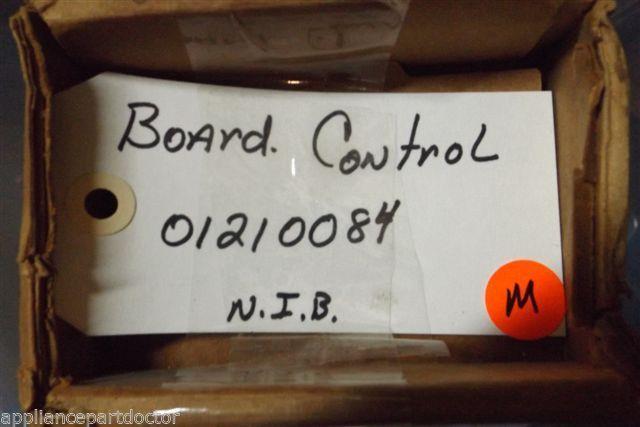 Board. Control
01210084
N.I.B.
M
©appliancepartdoctor